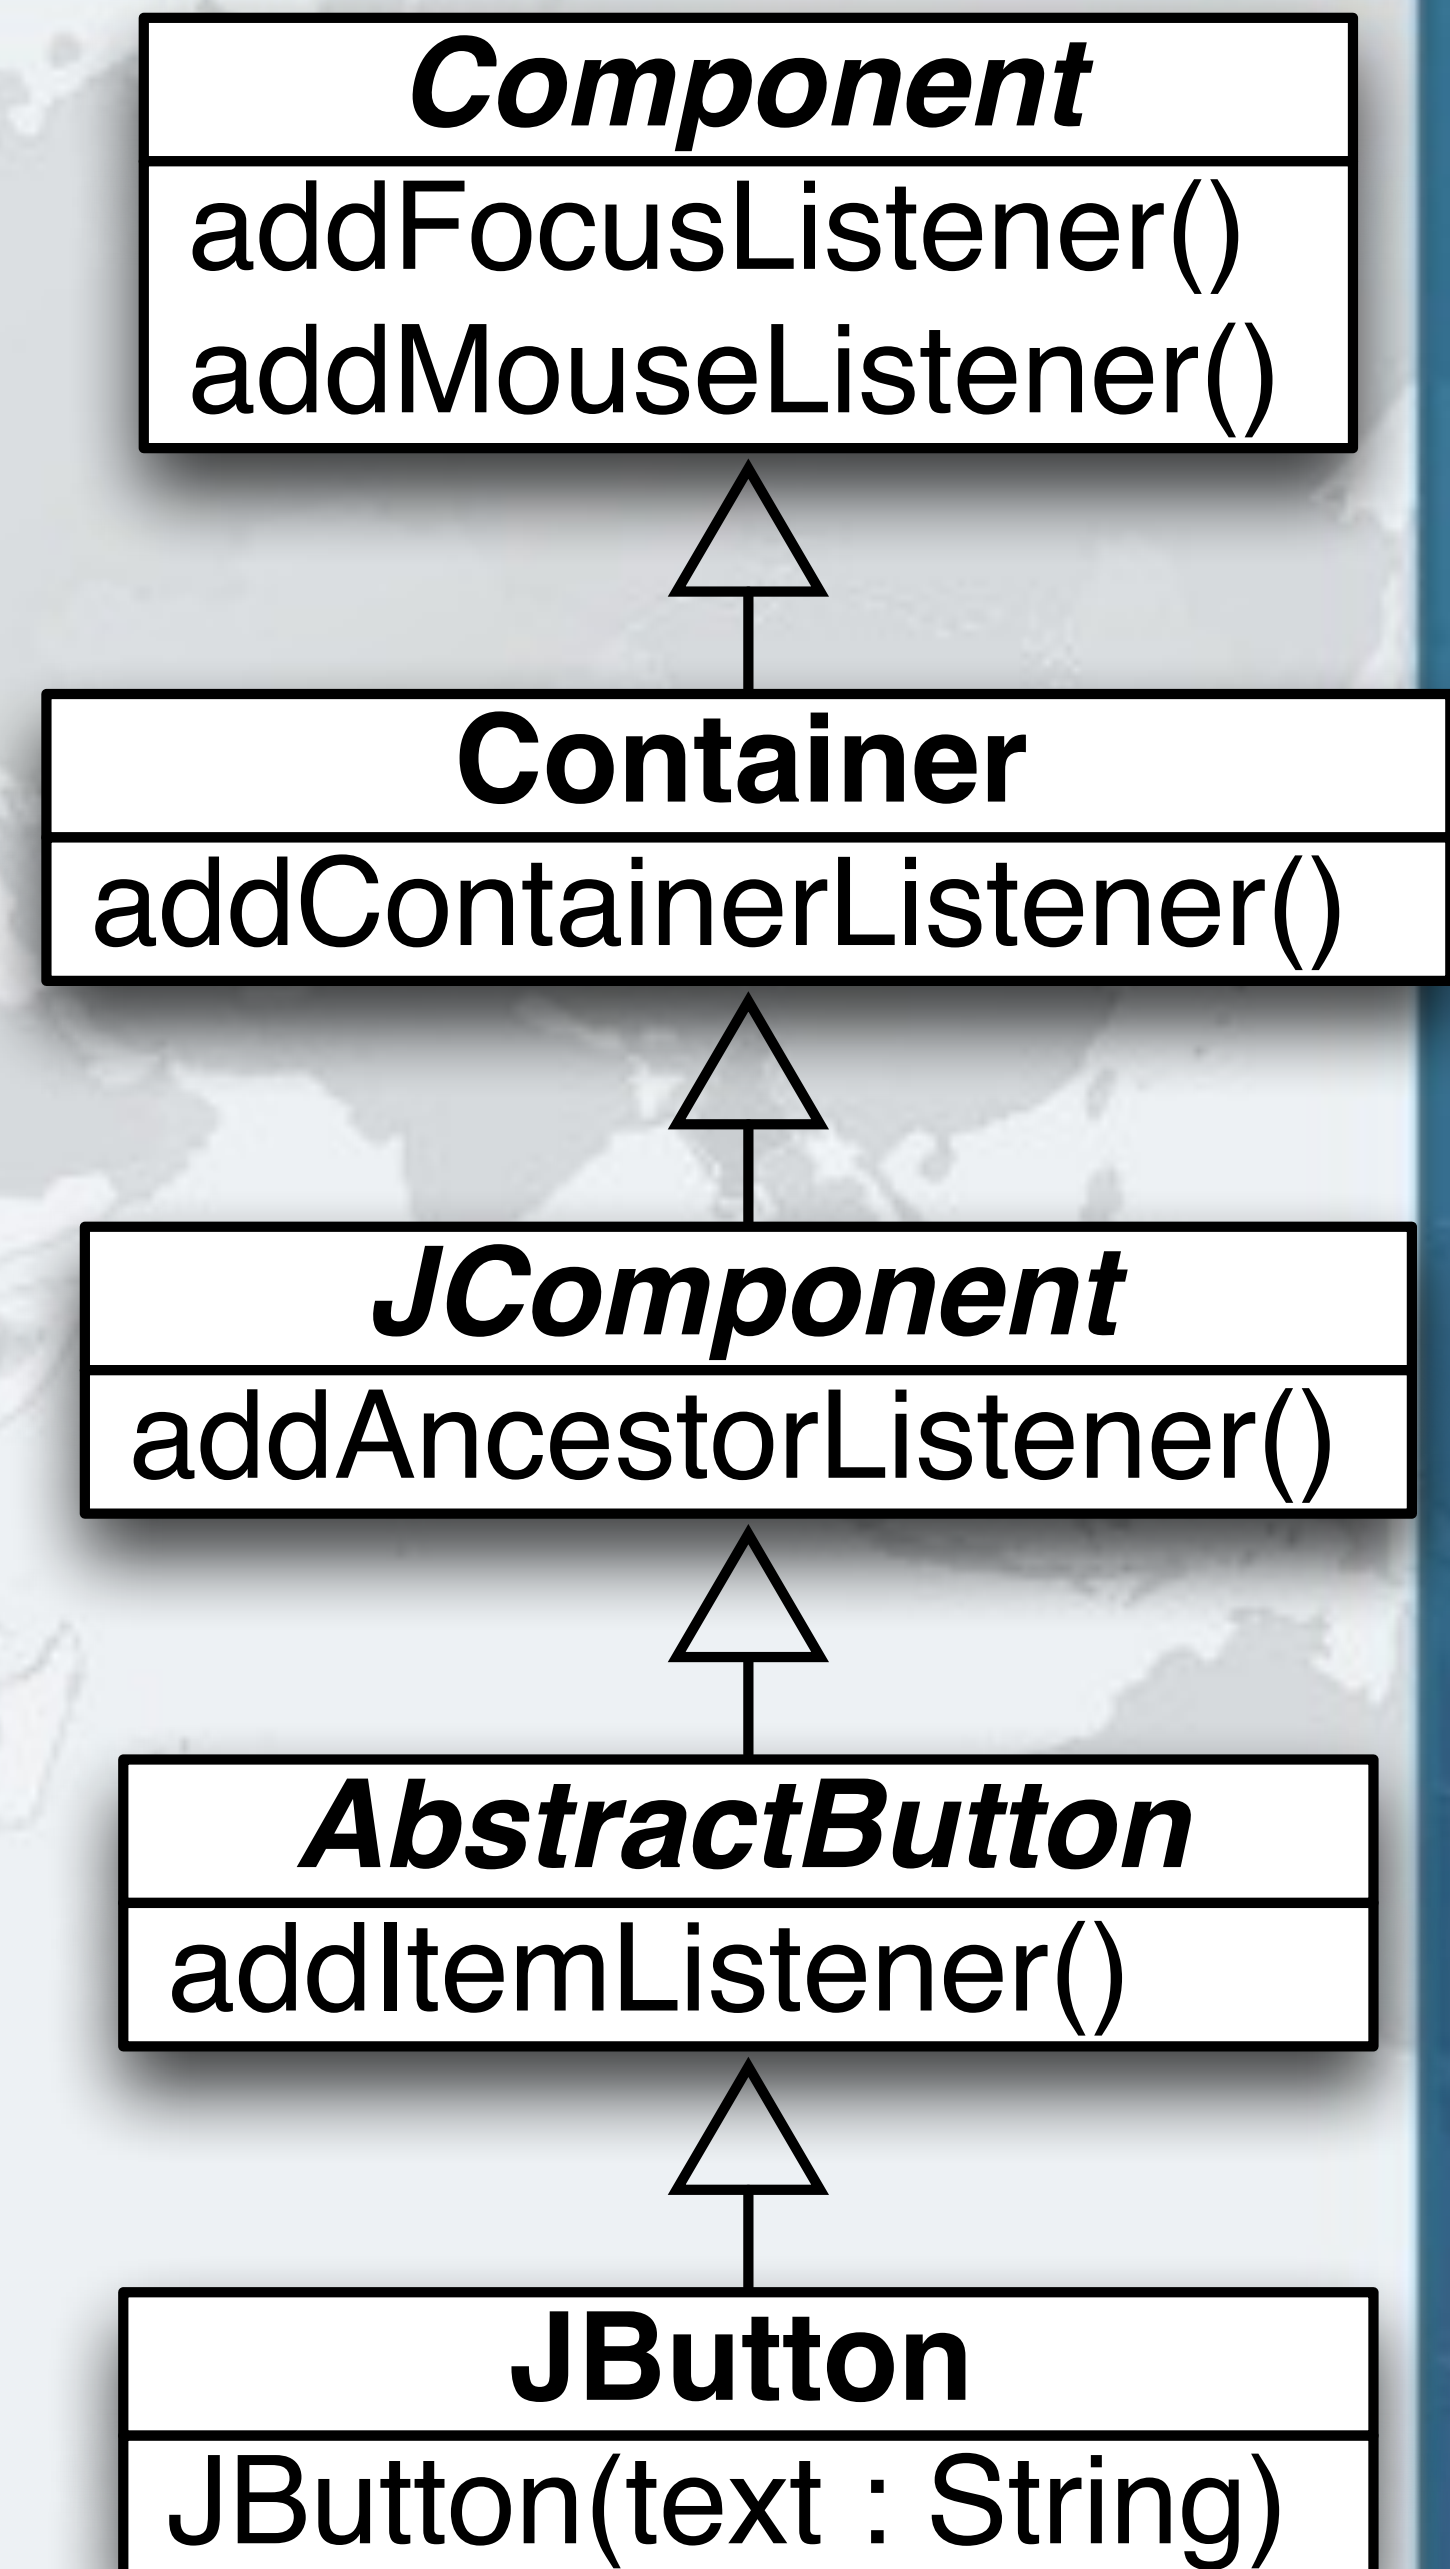 Component
addFocusListener()
addMouseListener()
Container
addContainerListener()
JComponent
addAncestorListener()
AbstractButton
addItemListener()
JButton
JButton(text : String)